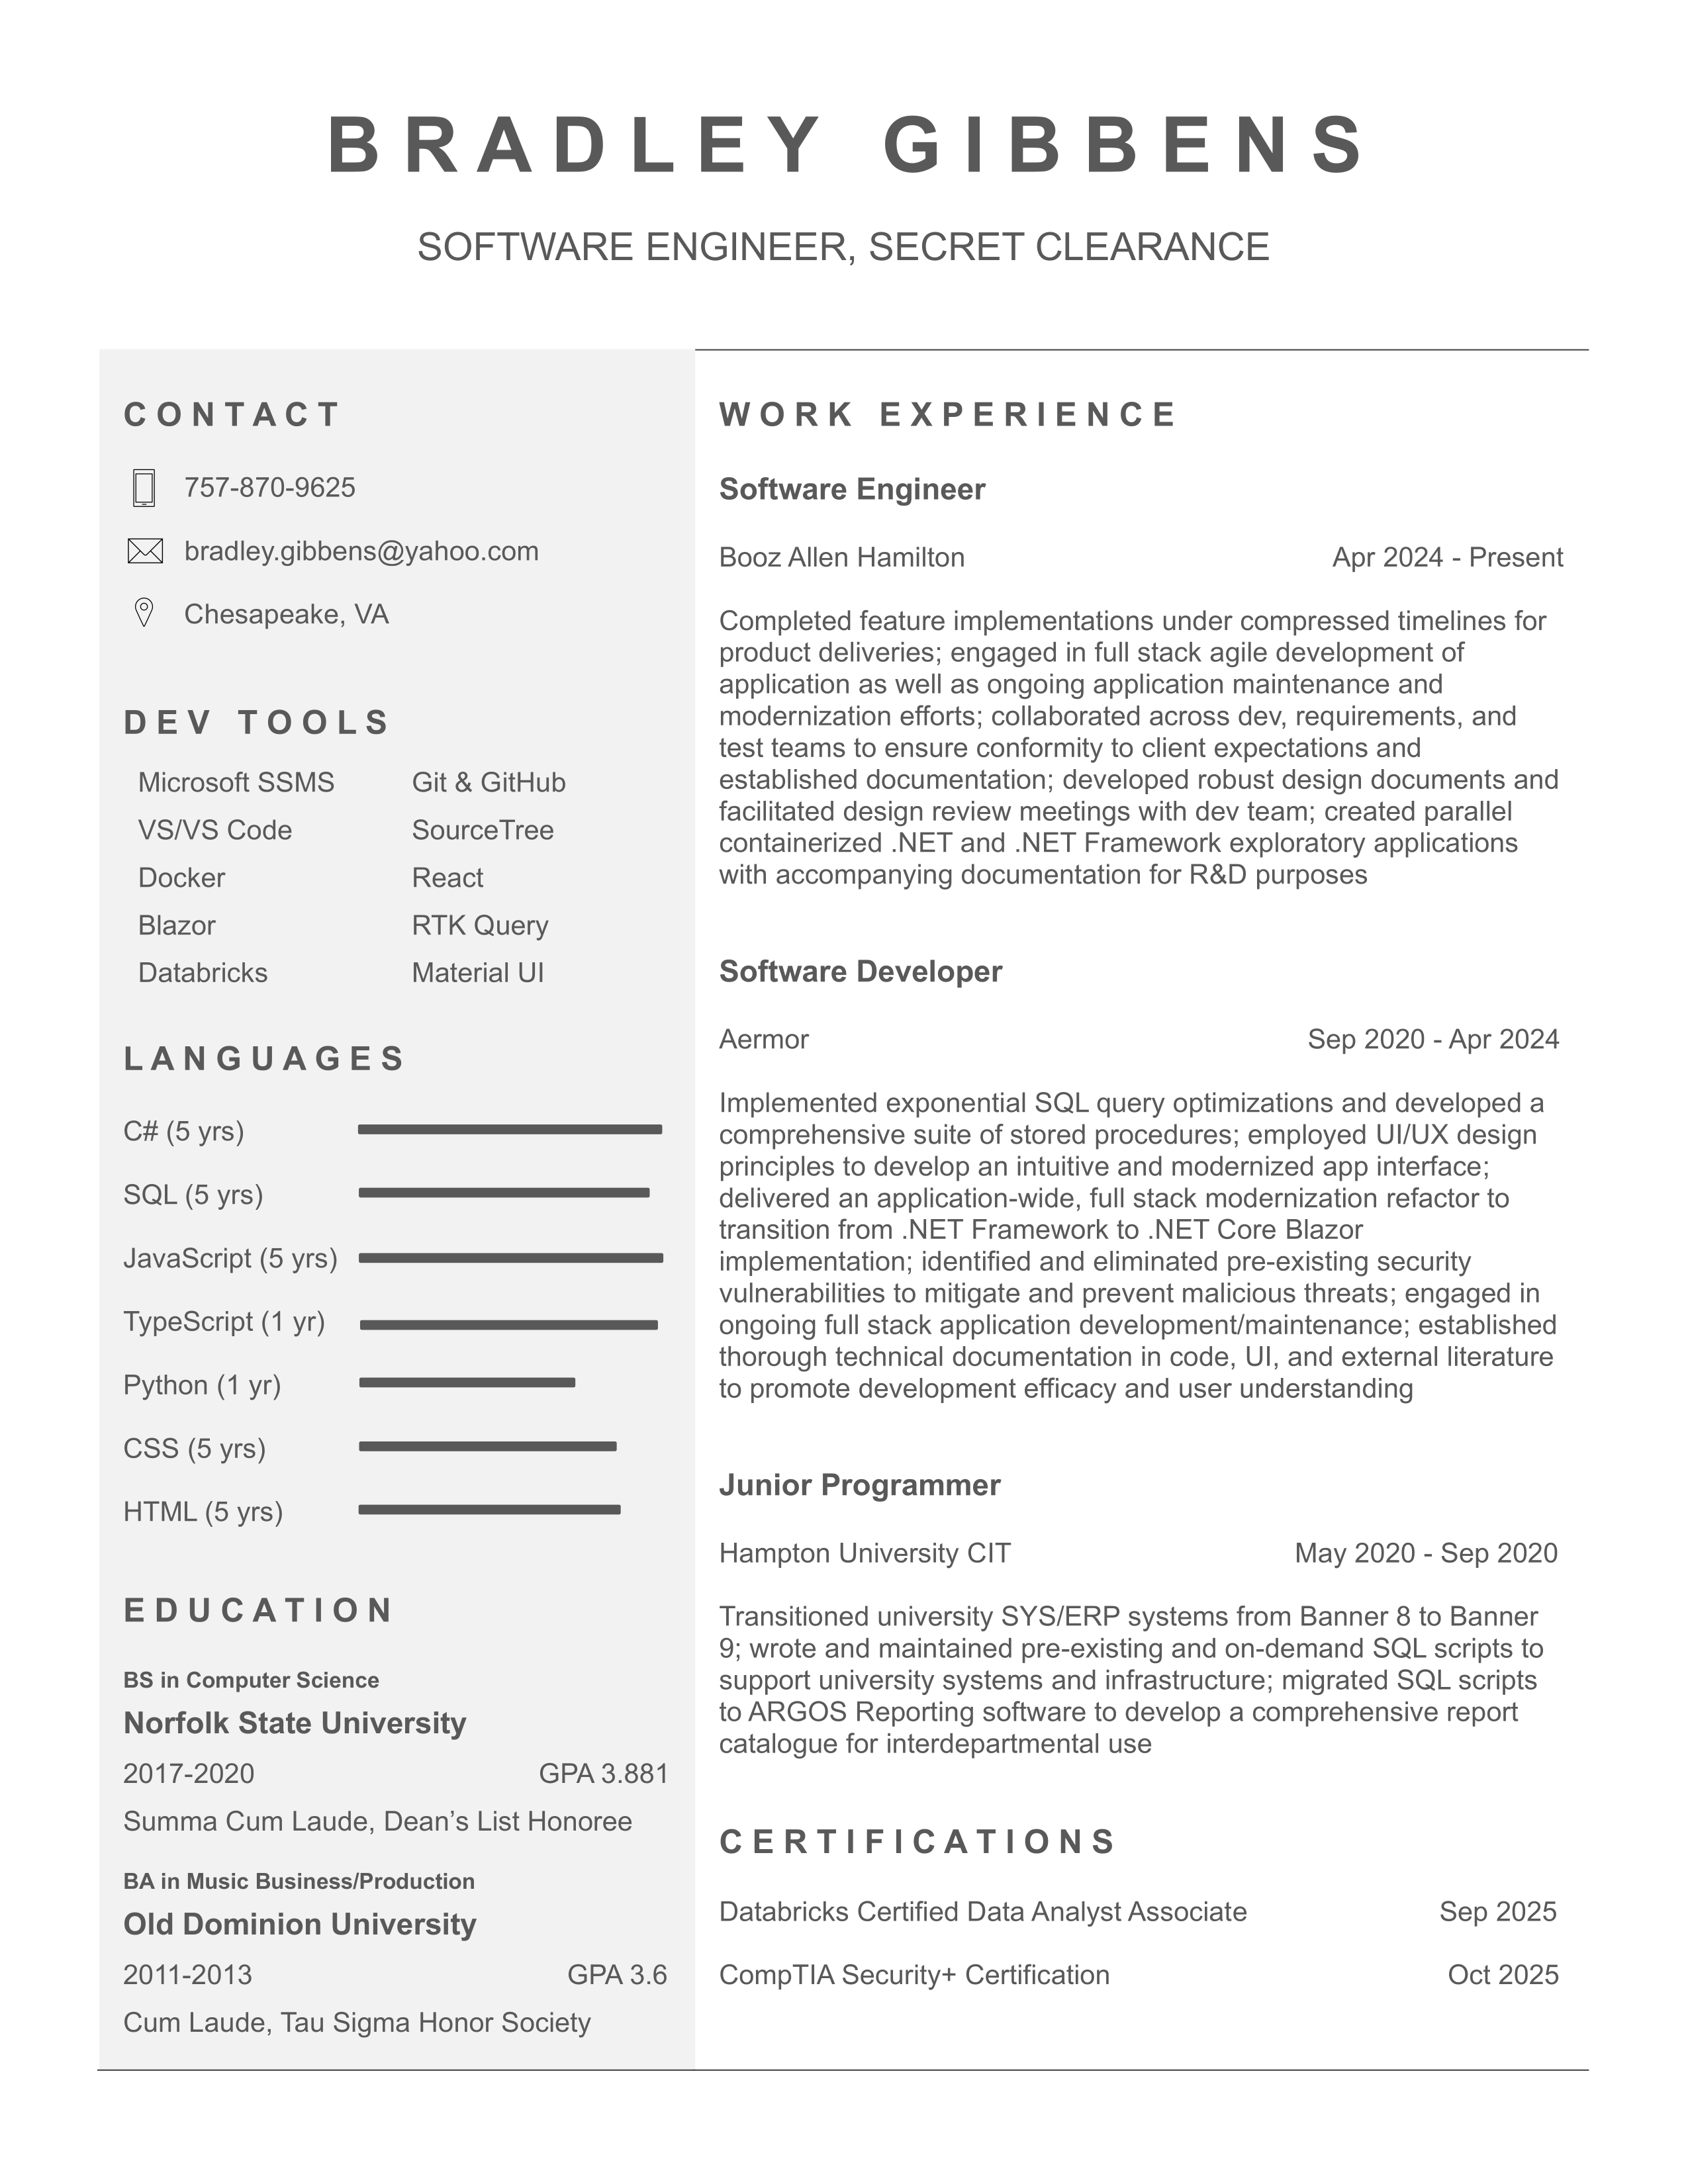 BRADLEY GIBBENS
SOFTWARE ENGINEER, SECRET CLEARANCE
CONTACT
757-870-9625
bradley.gibbens@yahoo.com
Chesapeake, VA
DEV TOOLS
Microsoft SSMS Git & GitHub
VS/VS Code SourceTree
Docker React
Blazor RTK Query
Databricks Material UI
LANGUAGES
C# (5 yrs)
SQL (5 yrs)
JavaScript (5 yrs)
TypeScript (1 yr)
Python (1 yr)
CSS (5 yrs)
HTML (5 yrs)
EDUCATION
BS in Computer Science
Norfolk State University
2017-2020 GPA 3.881
Summa Cum Laude, Dean’s List Honoree
BA in Music Business/Production
Old Dominion University
2011-2013 GPA 3.6
Cum Laude, Tau Sigma Honor Society
WORK EXPERIENCE
Software Engineer
Booz Allen Hamilton Apr 2024 - Present
Completed feature implementations under compressed timelines for
product deliveries; engaged in full stack agile development of
application as well as ongoing application maintenance and
modernization efforts; collaborated across dev, requirements, and
test teams to ensure conformity to client expectations and
established documentation; developed robust design documents and
facilitated design review meetings with dev team; created parallel
containerized .NET and .NET Framework exploratory applications
with accompanying documentation for R&D purposes
Software Developer
Aermor Sep 2020 - Apr 2024
Implemented exponential SQL query optimizations and developed a
comprehensive suite of stored procedures; employed UI/UX design
principles to develop an intuitive and modernized app interface;
delivered an application-wide, full stack modernization refactor to
transition from .NET Framework to .NET Core Blazor
implementation; identified and eliminated pre-existing security
vulnerabilities to mitigate and prevent malicious threats; engaged in
ongoing full stack application development/maintenance; established
thorough technical documentation in code, UI, and external literature
to promote development efficacy and user understanding
Junior Programmer
Hampton University CIT May 2020 - Sep 2020
Transitioned university SYS/ERP systems from Banner 8 to Banner
9; wrote and maintained pre-existing and on-demand SQL scripts to
support university systems and infrastructure; migrated SQL scripts
to ARGOS Reporting software to develop a comprehensive report
catalogue for interdepartmental use
CERTIFICATIONS
Databricks Certified Data Analyst Associate Sep 2025
CompTIA Security+ Certification Oct 2025